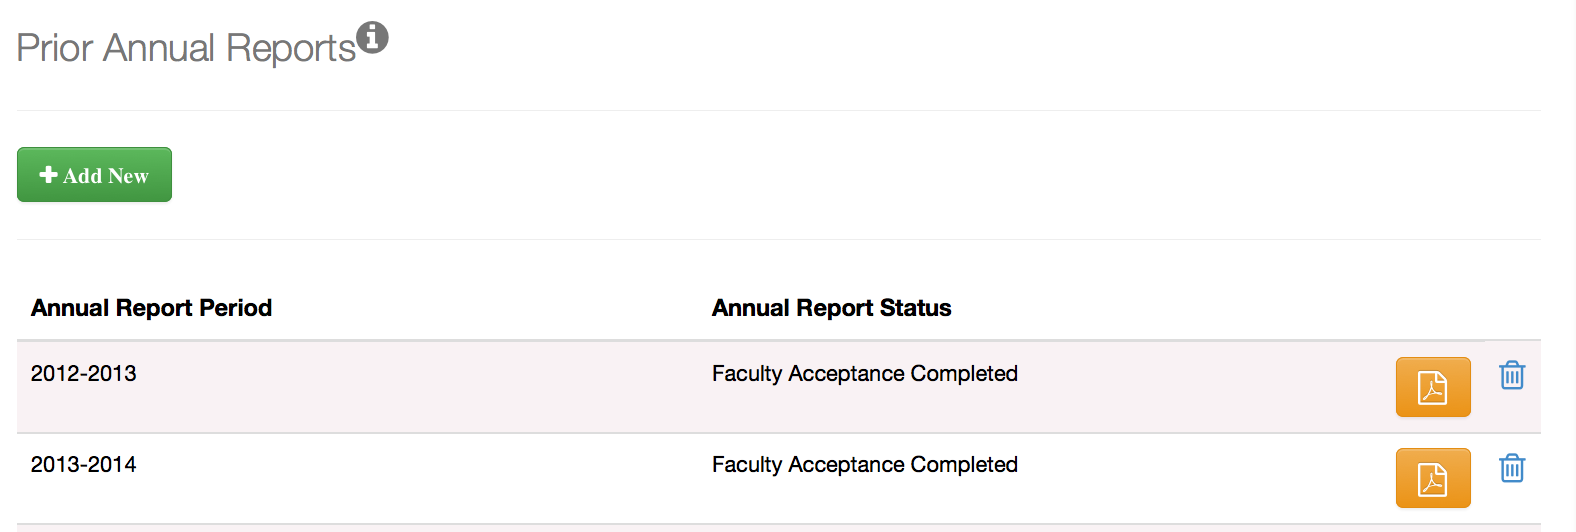 Prior Annual Reports
Add New
Annual Report Period Annual Report Status
2012-2013 Faculty Acceptance Completed
2013-2014 Faculty Acceptance Completed